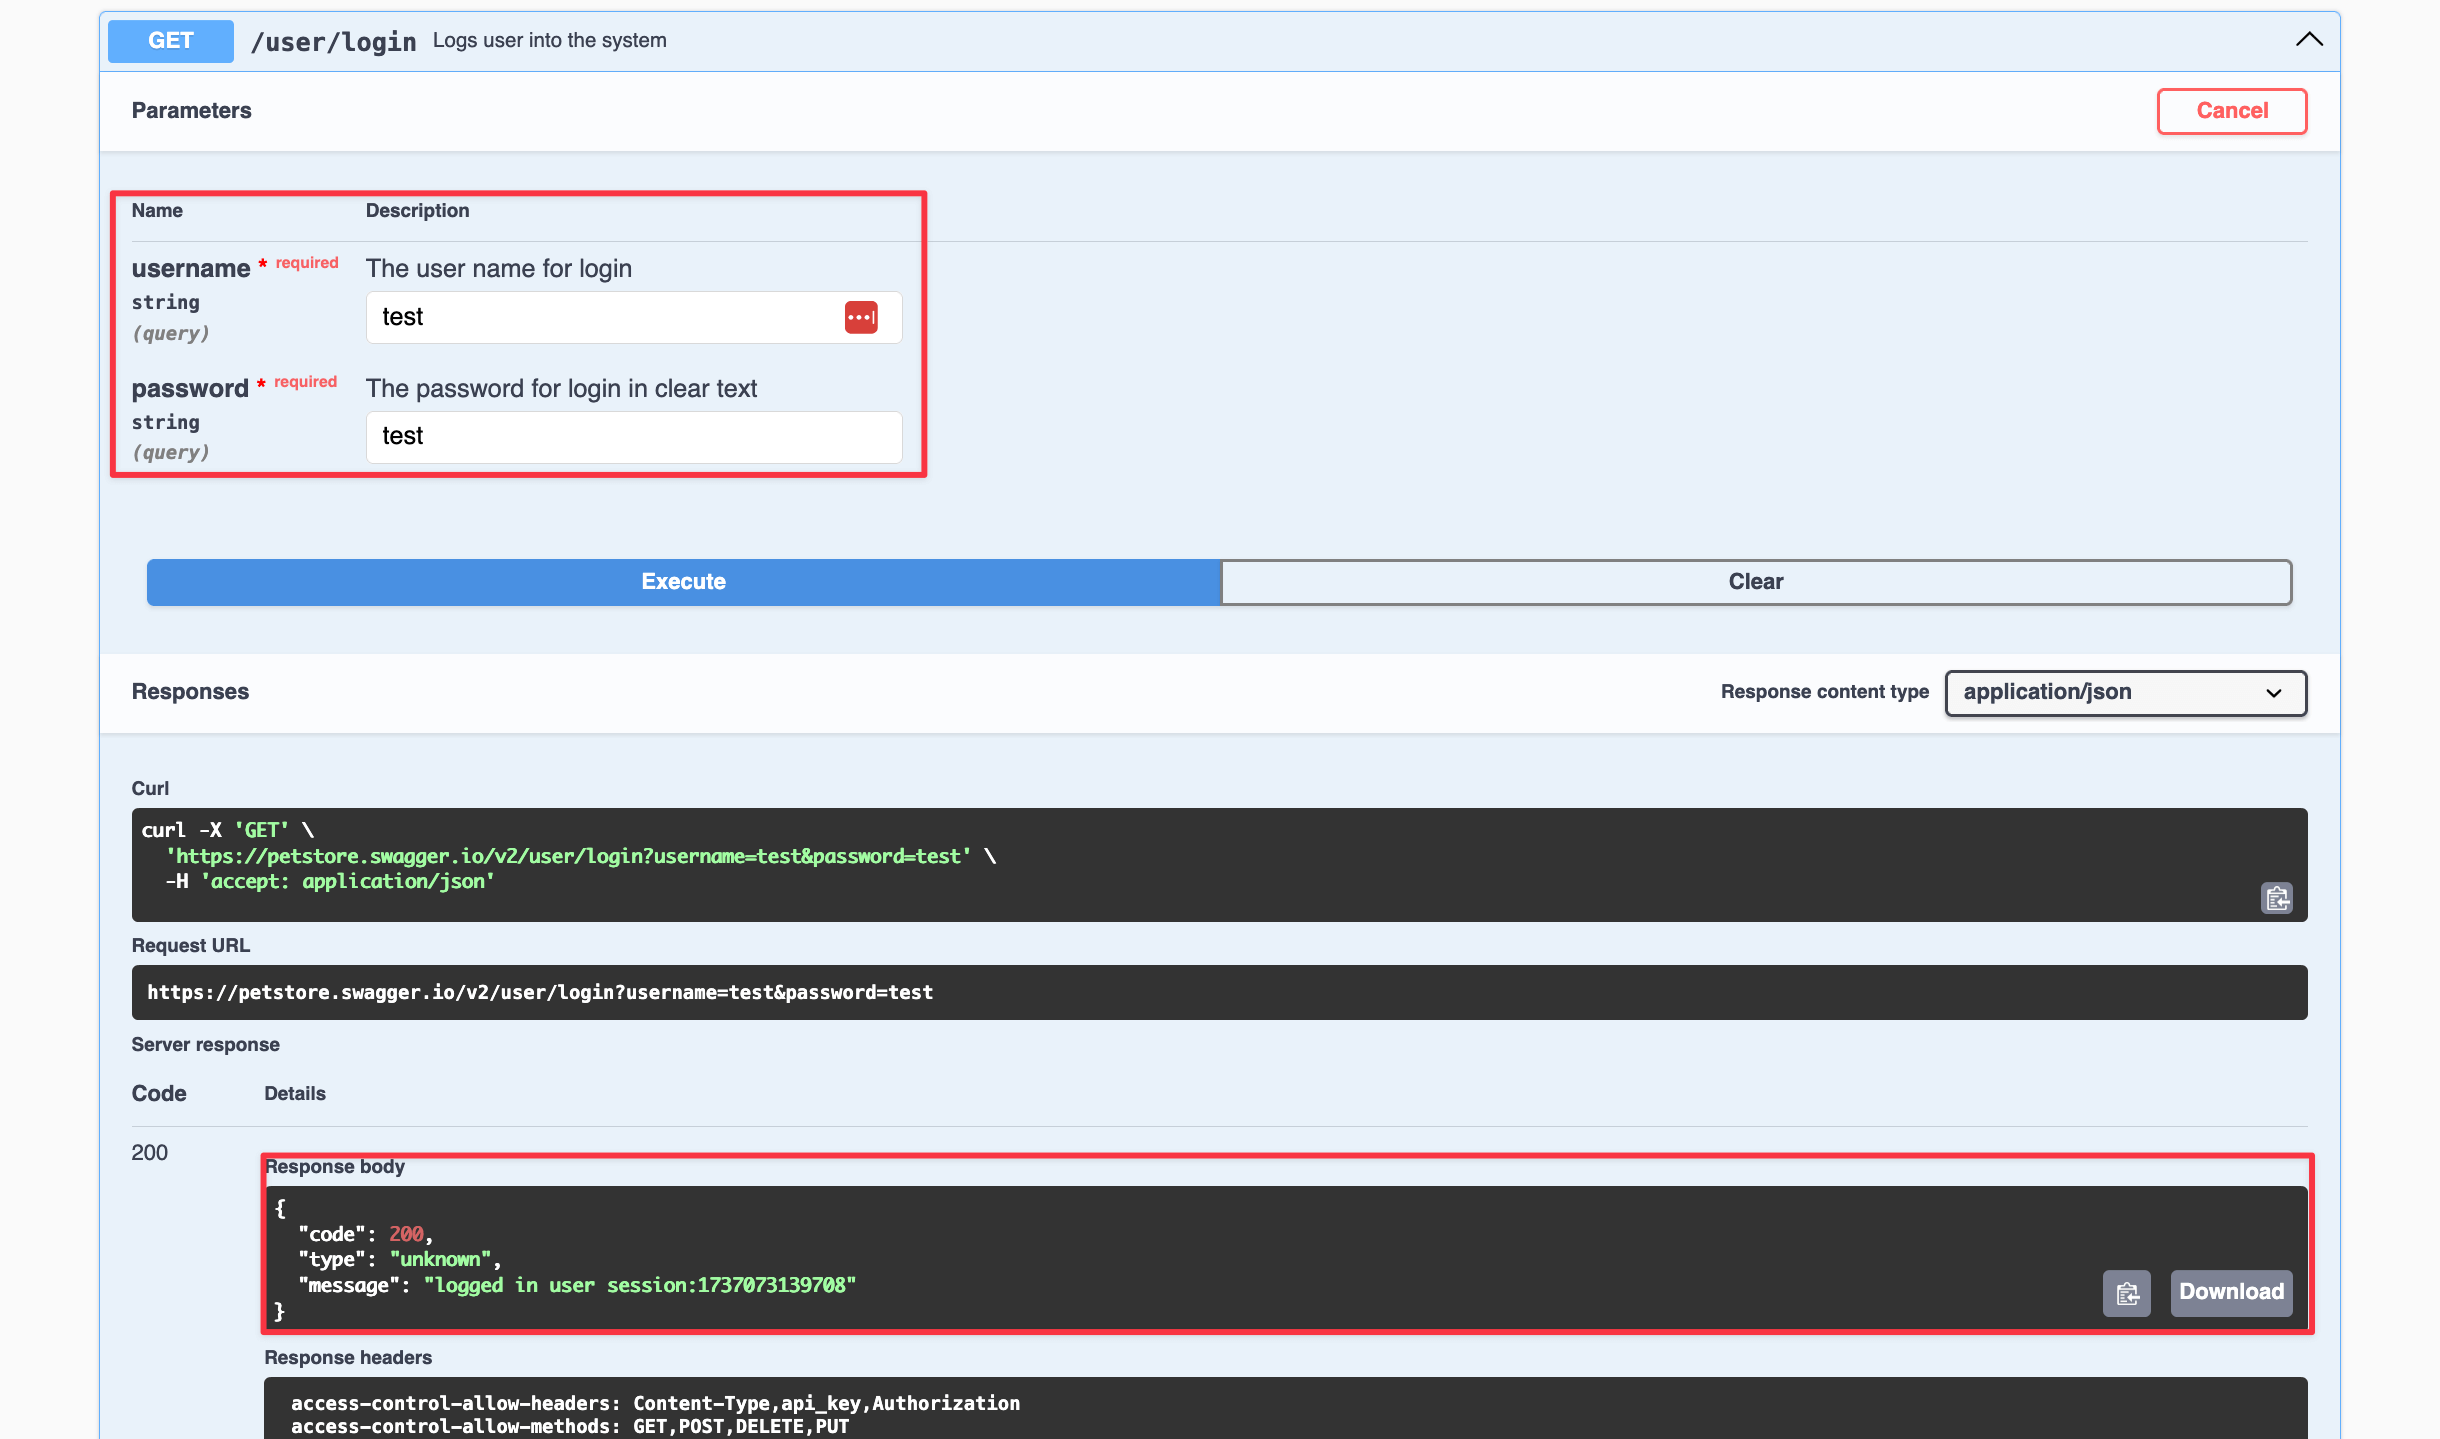 GET /user/login Logs user into the system
Parameters
Cancel
Name Description
username * required The user name for login
string
test
(query)
password * required The password for login in clear text
string
test
(query)
Execute Clear
Responses
Response content type application/json
Curl
curl -X 'GET' \
'https://petstore.swagger.io/v2/user/login?username=test&password=test' \
-H 'accept: application/json'
Request URL
https://petstore.swagger.io/v2/user/login?username=test&password=test
Server response
Code Details
200
Response body
{
"code": 200,
"type": "unknown",
"message": "logged in user session:1737073139708"
}
Download
Response headers
access-control-allow-headers: Content-Type,api_key,Authorization
access-control-allow-methods: GET,POST,DELETE,PUT